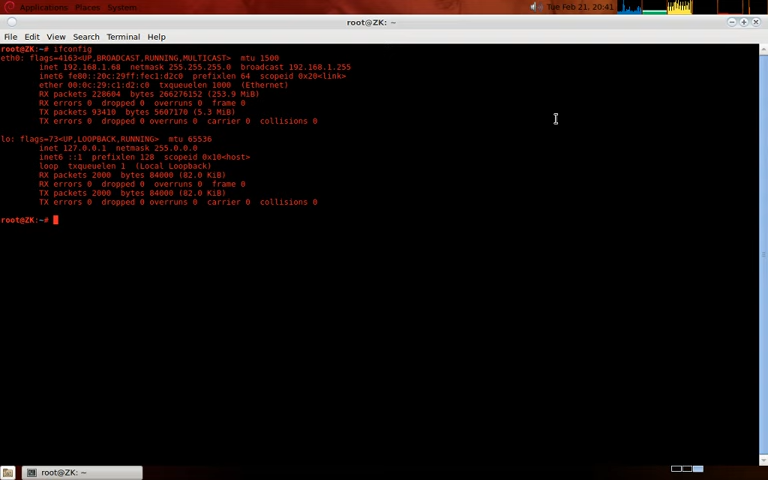 Applications Places System
Tue Feb 21, 20:41
root@ZK: ~
File Edit View Search Terminal Help
root@ZK:~# ifconfig
eth0: flags=4163<UP,BROADCAST,RUNNING,MULTICAST>  mtu 1500
inet 192.168.1.68  netmask 255.255.255.0  broadcast 192.168.1.255
inet6 fe80::20c:29ff:fec1:d2c0  prefixlen 64  scopeid 0x20<link>
ether 00:0c:29:c1:d2:c0  txqueuelen 1000  (Ethernet)
RX packets 228604  bytes 266276152 (253.9 MiB)
RX errors 0  dropped 0  overruns 0  frame 0
TX packets 93410  bytes 5607170 (5.3 MiB)
TX errors 0  dropped 0 overruns 0  carrier 0  collisions 0
lo: flags=73<UP,LOOPBACK,RUNNING>  mtu 65536
inet 127.0.0.1  netmask 255.0.0.0
inet6 ::1  prefixlen 128  scopeid 0x10<host>
loop  txqueuelen 1  (Local Loopback)
RX packets 2000  bytes 84000 (82.0 KiB)
RX errors 0  dropped 0  overruns 0  frame 0
TX packets 2000  bytes 84000 (82.0 KiB)
TX errors 0  dropped 0 overruns 0  carrier 0  collisions 0
root@ZK:~#
root@ZK: ~